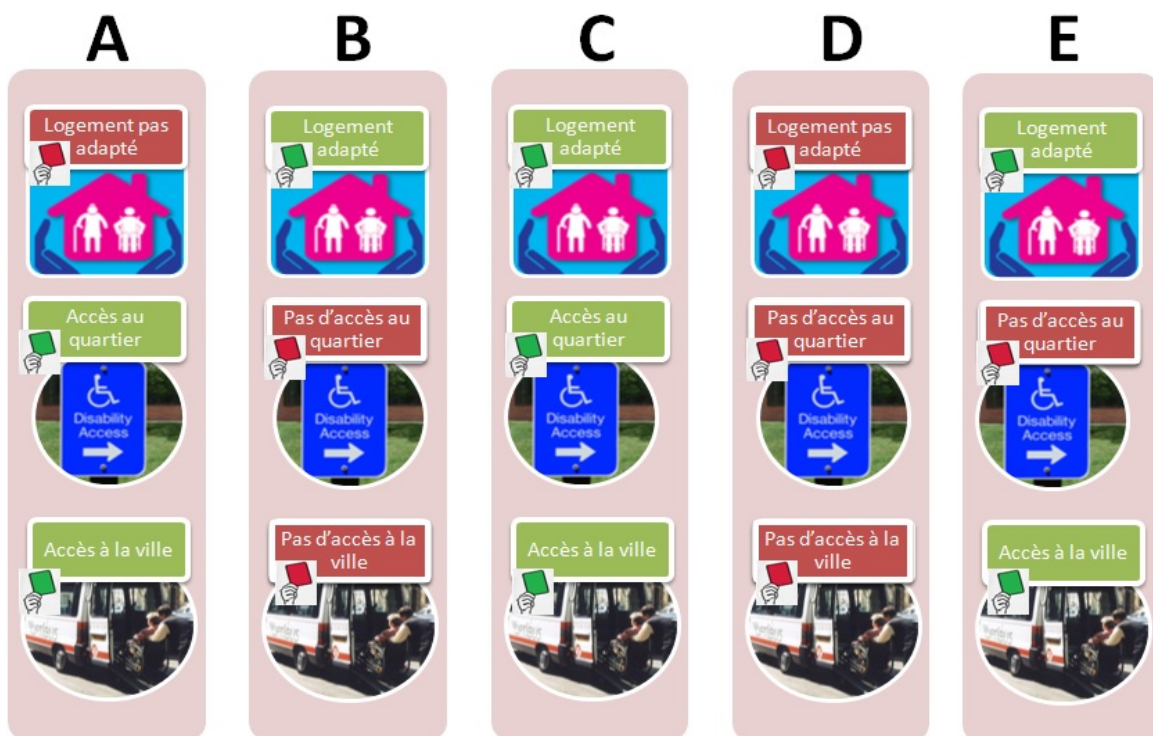 A
B
C
D
E
Logement pas
adapté
Logement
adapté
Logement
adapté
Logement pas
adapté
Logement
adapté
Accès au
quartier
Pas d’accès au
quartier
Accès au
quartier
Pas d’accès au
quartier
Pas d’accès au
quartier
Disability
Access
Disability
Access
Disability
Access
Disability
Access
Disability
Access
Accès à la ville
Pas d’accès à la
ville
Accès à la ville
Pas d’accès à la
ville
Accès à la ville